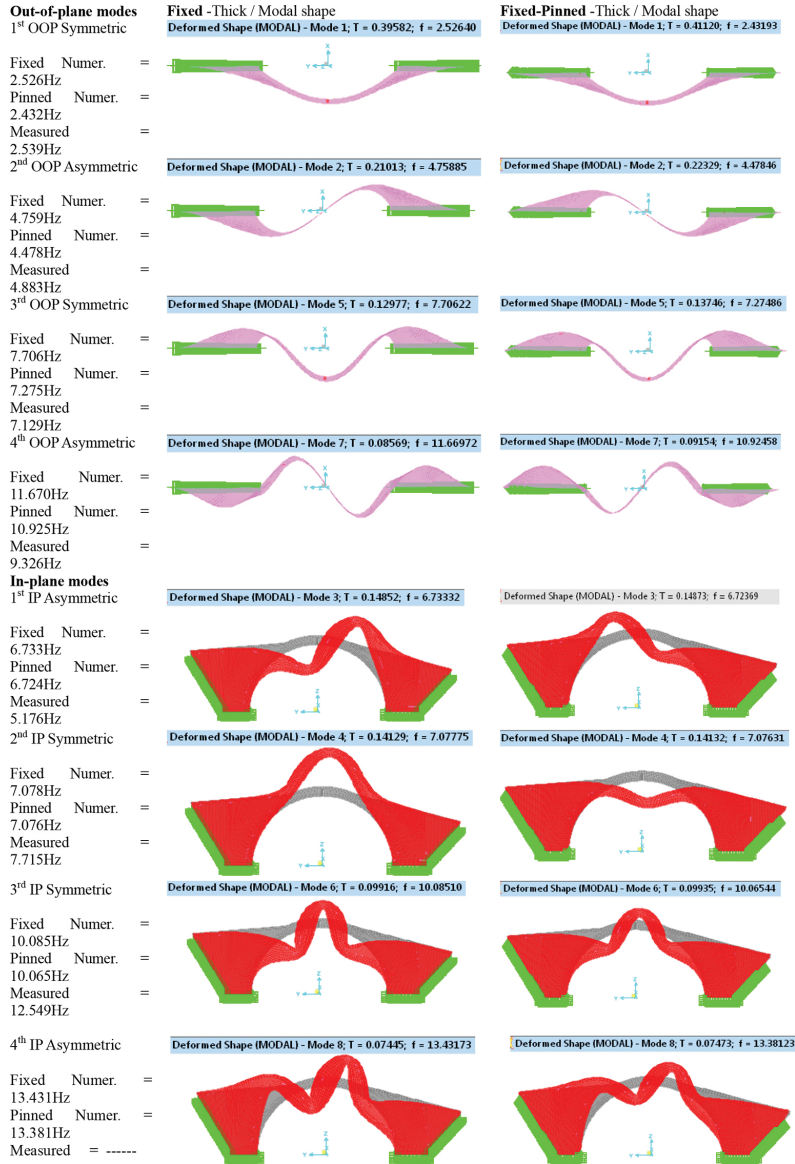 Out-of-plane modes
Fixed -Thick / Modal shape
Fixed-Pinned -Thick / Modal shape
1st OOP Symmetric
Deformed Shape (MODAL) - Mode 1; T = 0.39582; f = 2.52640
Deformed Shape (MODAL) - Mode 1; T = 0.41120; f = 2.43193
Fixed Numer. =
2.526Hz
Pinned Numer. =
2.432Hz
Measured =
2.539Hz
X
Y
Z
X
Y
Z
2nd OOP Asymmetric
Deformed Shape (MODAL) - Mode 2; T = 0.21013; f = 4.75885
Deformed Shape (MODAL) - Mode 2; T = 0.22329; f = 4.47846
Fixed Numer. =
4.759Hz
Pinned Numer. =
4.478Hz
Measured =
4.883Hz
X
Y
Z
X
Y
Z
3rd OOP Symmetric
Deformed Shape (MODAL) - Mode 5; T = 0.12977; f = 7.70622
Deformed Shape (MODAL) - Mode 5; T = 0.13746; f = 7.27486
Fixed Numer. =
7.706Hz
Pinned Numer. =
7.275Hz
Measured =
7.129Hz
X
Y
Z
X
Y
Z
4th OOP Asymmetric
Deformed Shape (MODAL) - Mode 7; T = 0.08569; f = 11.66972
Deformed Shape (MODAL) - Mode 7; T = 0.09154; f = 10.92458
Fixed Numer. =
11.670Hz
Pinned Numer. =
10.925Hz
Measured =
9.326Hz
X
Y
X
Y
In-plane modes
1st IP Asymmetric
Deformed Shape (MODAL) - Mode 3; T = 0.14852; f = 6.73332
Deformed Shape (MODAL) - Mode 3; T = 0.14873; f = 6.72369
Fixed Numer. =
6.733Hz
Pinned Numer. =
6.724Hz
Measured =
5.176Hz
Z
Y
Z
Y
2nd IP Symmetric
Deformed Shape (MODAL) - Mode 4; T = 0.14129; f = 7.07775
Deformed Shape (MODAL) - Mode 4; T = 0.14132; f = 7.07631
Fixed Numer. =
7.078Hz
Pinned Numer. =
7.076Hz
Measured =
7.715Hz
Z
Y
Z
Y
3rd IP Symmetric
Deformed Shape (MODAL) - Mode 6; T = 0.09916; f = 10.08510
Deformed Shape (MODAL) - Mode 6; T = 0.09935; f = 10.06544
Fixed Numer. =
10.085Hz
Pinned Numer. =
10.065Hz
Measured =
12.549Hz
Z
Y
Z
Y
4th IP Asymmetric
Deformed Shape (MODAL) - Mode 8; T = 0.07445; f = 13.43173
Deformed Shape (MODAL) - Mode 8; T = 0.07473; f = 13.38123
Fixed Numer. =
13.431Hz
Pinned Numer. =
13.381Hz
Measured = ------
Z
Y
Z
Y